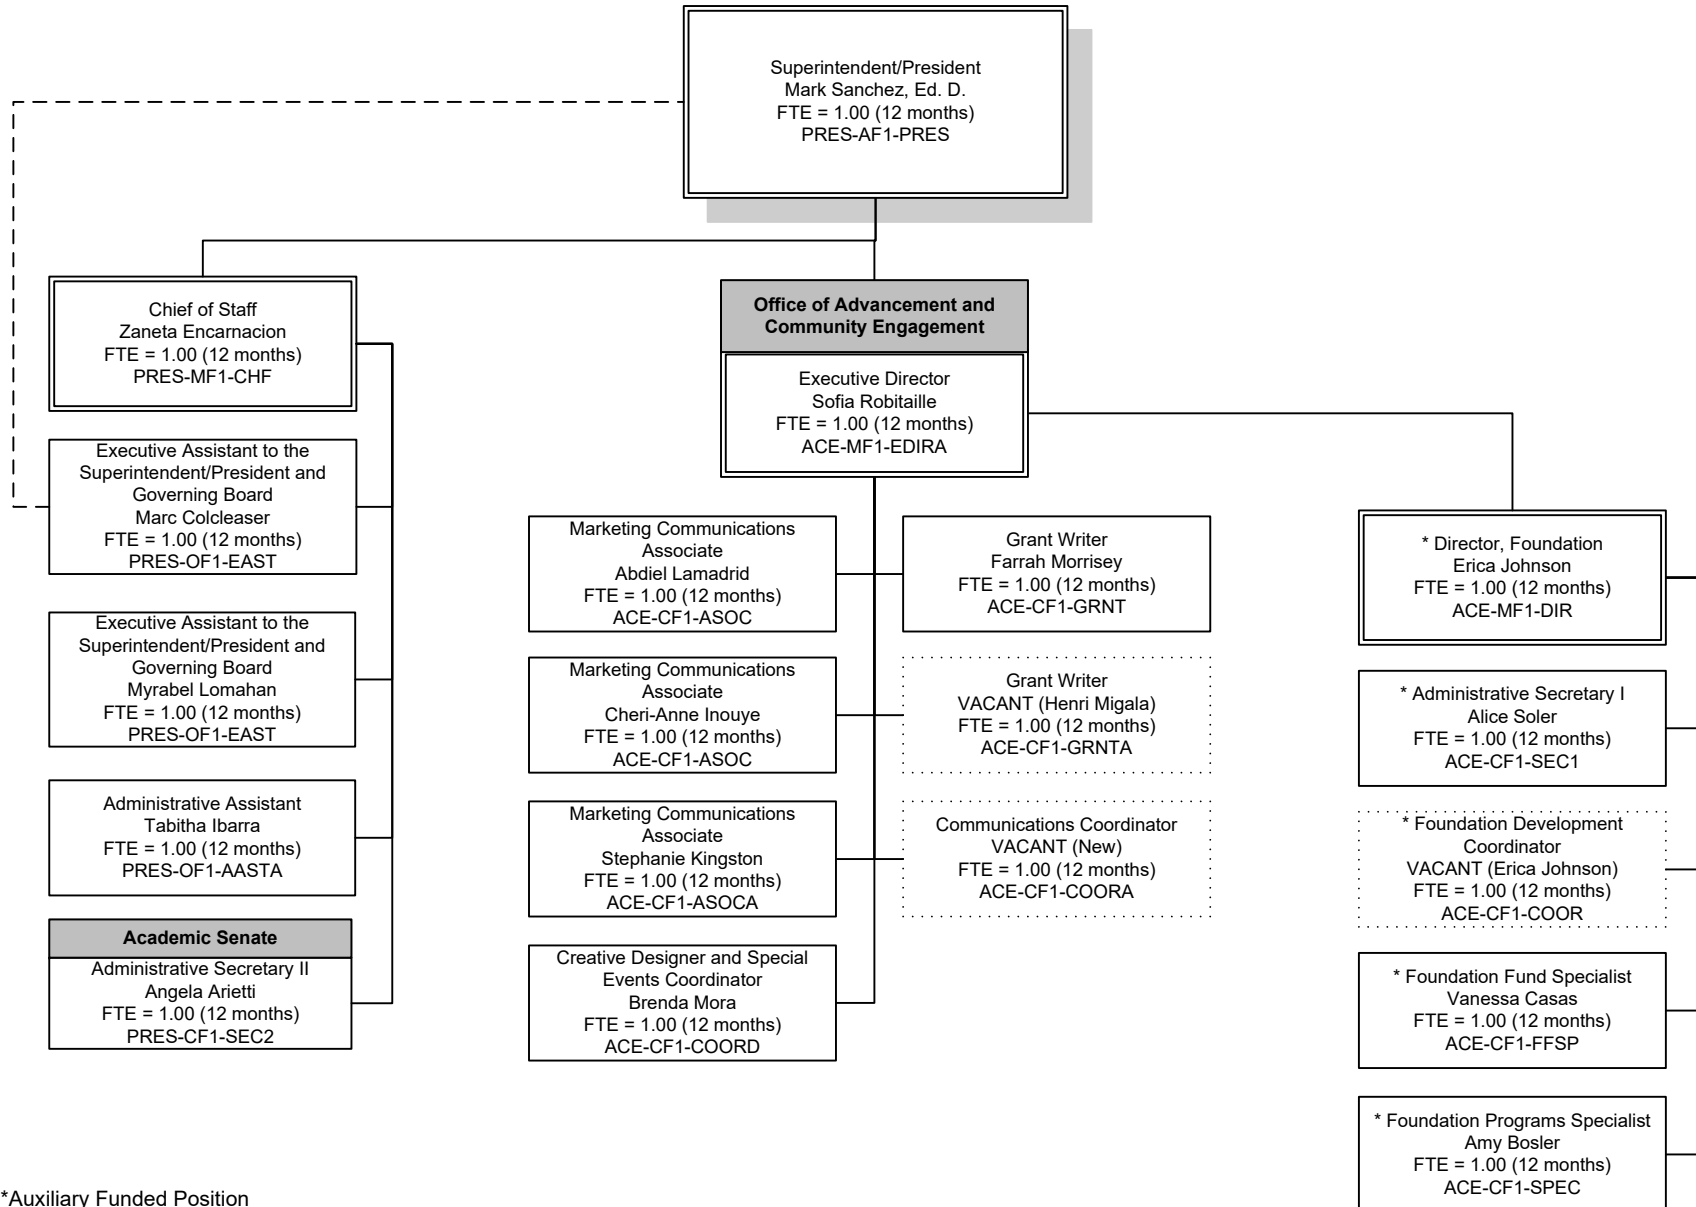 Superintendent/President
Mark Sanchez, Ed. D.
FTE = 1.00 (12 months)
PRES-AF1-PRES
Chief of Staff
Zaneta Encarnacion
FTE = 1.00 (12 months)
PRES-MF1-CHF
Executive Assistant to the
Superintendent/President and
Governing Board
Marc Colcleaser
FTE = 1.00 (12 months)
PRES-OF1-EAST
Executive Assistant to the
Superintendent/President and
Governing Board
Myrabel Lomahan
FTE = 1.00 (12 months)
PRES-OF1-EAST
Administrative Assistant
Tabitha Ibarra
FTE = 1.00 (12 months)
PRES-OF1-AASTA
Academic Senate
Administrative Secretary II
Angela Arietti
FTE = 1.00 (12 months)
PRES-CF1-SEC2
Office of Advancement and
Community Engagement
Executive Director
Sofia Robitaille
FTE = 1.00 (12 months)
ACE-MF1-EDIRA
Marketing Communications
Associate
Abdiel Lamadrid
FTE = 1.00 (12 months)
ACE-CF1-ASOC
Marketing Communications
Associate
Cheri-Anne Inouye
FTE = 1.00 (12 months)
ACE-CF1-ASOC
Marketing Communications
Associate
Stephanie Kingston
FTE = 1.00 (12 months)
ACE-CF1-ASOCA
Creative Designer and Special
Events Coordinator
Brenda Mora
FTE = 1.00 (12 months)
ACE-CF1-COORD
Grant Writer
Farrah Morrisey
FTE = 1.00 (12 months)
ACE-CF1-GRNT
Grant Writer
VACANT (Henri Migala)
FTE = 1.00 (12 months)
ACE-CF1-GRNTA
Communications Coordinator
VACANT (New)
FTE = 1.00 (12 months)
ACE-CF1-COORA
* Director, Foundation
Erica Johnson
FTE = 1.00 (12 months)
ACE-MF1-DIR
* Administrative Secretary I
Alice Soler
FTE = 1.00 (12 months)
ACE-CF1-SEC1
* Foundation Development
Coordinator
VACANT (Erica Johnson)
FTE = 1.00 (12 months)
ACE-CF1-COOR
* Foundation Fund Specialist
Vanessa Casas
FTE = 1.00 (12 months)
ACE-CF1-FFSP
* Foundation Programs Specialist
Amy Bosler
FTE = 1.00 (12 months)
ACE-CF1-SPEC
*Auxiliary Funded Position